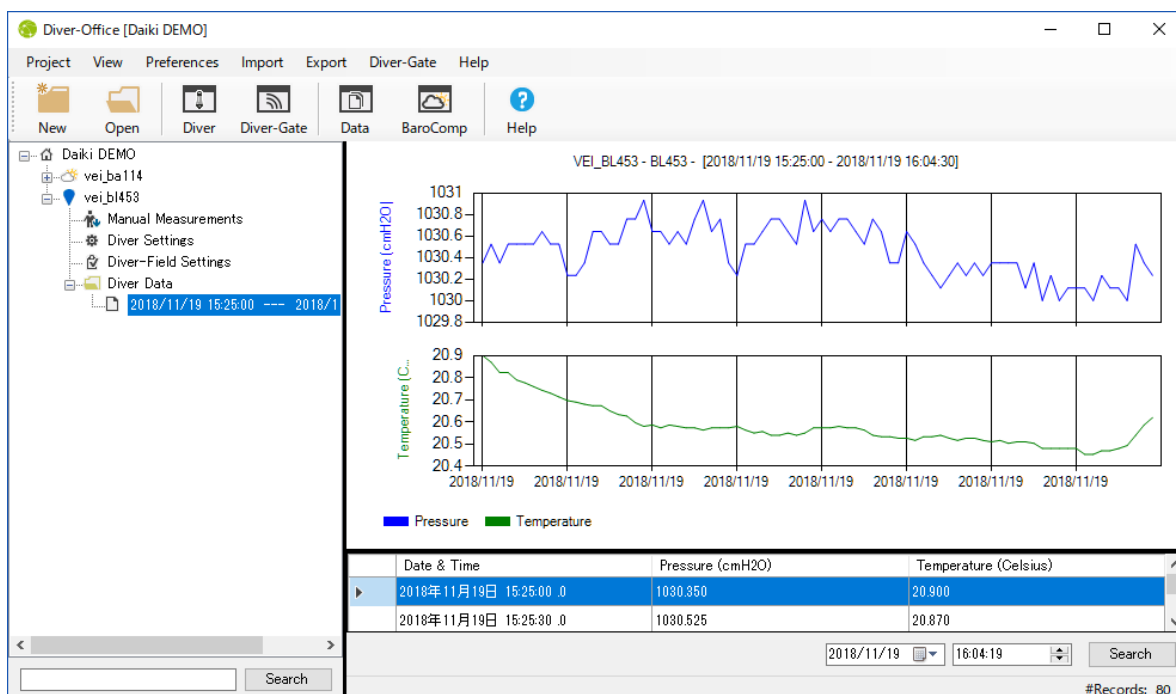 Diver-Office [Daiki DEMO]
Project View Preferences Import Export Diver-Gate Help
New Open Diver Diver-Gate Data BaroComp Help
Daiki DEMO
vei_ba114
vei_bl453
Manual Measurements
Diver Settings
Diver-Field Settings
Diver Data
2018/11/19 15:25:00 --- 2018/1
Search
VEI_BL453 - BL453 - [2018/11/19 15:25:00 - 2018/11/19 16:04:30]
Pressure (cmH2O)
1031
1030.8
1030.6
1030.4
1030.2
1030
1029.8
Temperature (C...
20.9
20.8
20.7
20.6
20.5
20.4
2018/11/19 2018/11/19 2018/11/19 2018/11/19 2018/11/19 2018/11/19 2018/11/19 2018/11/19
Pressure Temperature
Date & Time Pressure (cmH2O) Temperature (Celsius)
2018年11月19日 15:25:00 .0 1030.350 20.900
2018年11月19日 15:25:30 .0 1030.525 20.870
2018/11/19 16:04:19 Search
#Records: 80